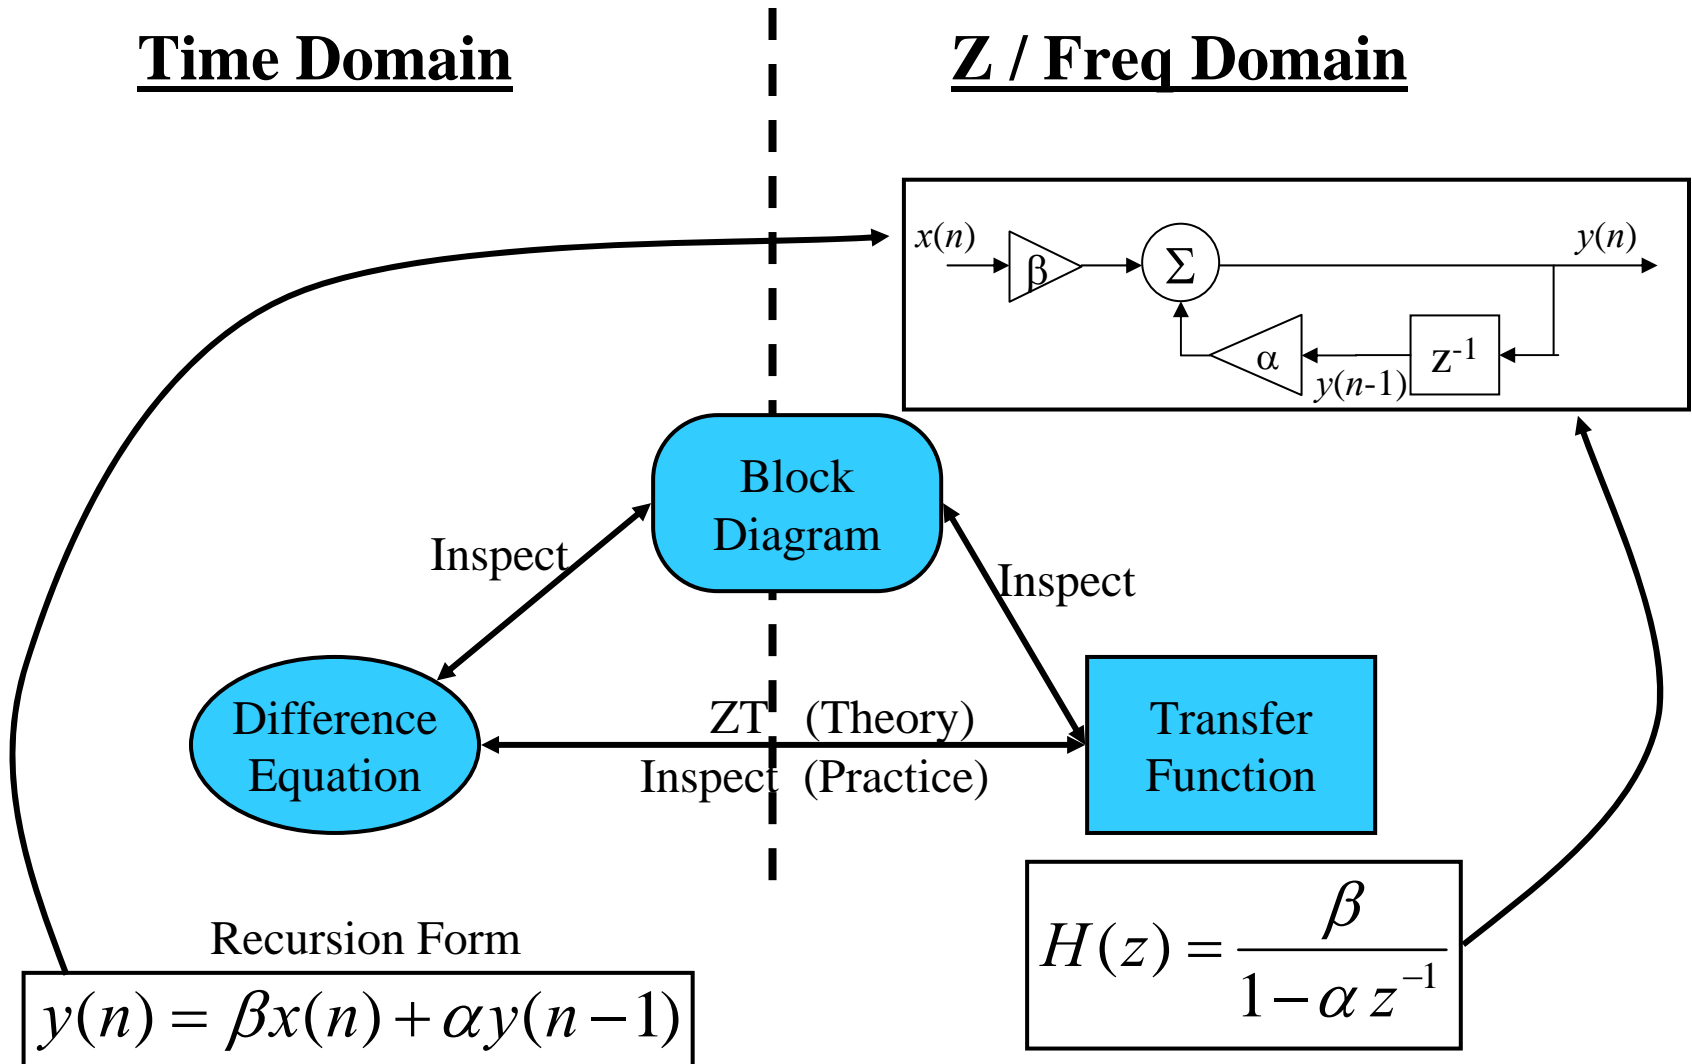 Time Domain
Z / Freq Domain
x(n)
β
Σ
y(n)
α
y(n-1)
z⁻¹
Block
Diagram
Inspect
Inspect
Difference
Equation
ZT (Theory)
Inspect (Practice)
Transfer
Function
Recursion Form
y(n) = βx(n) + αy(n−1)
H(z) = β / (1 − α z⁻¹)